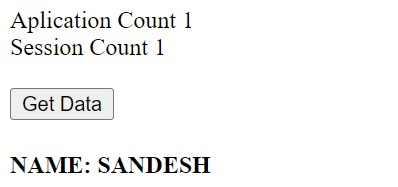 Aplication Count 1
Session Count 1
Get Data
NAME: SANDESH